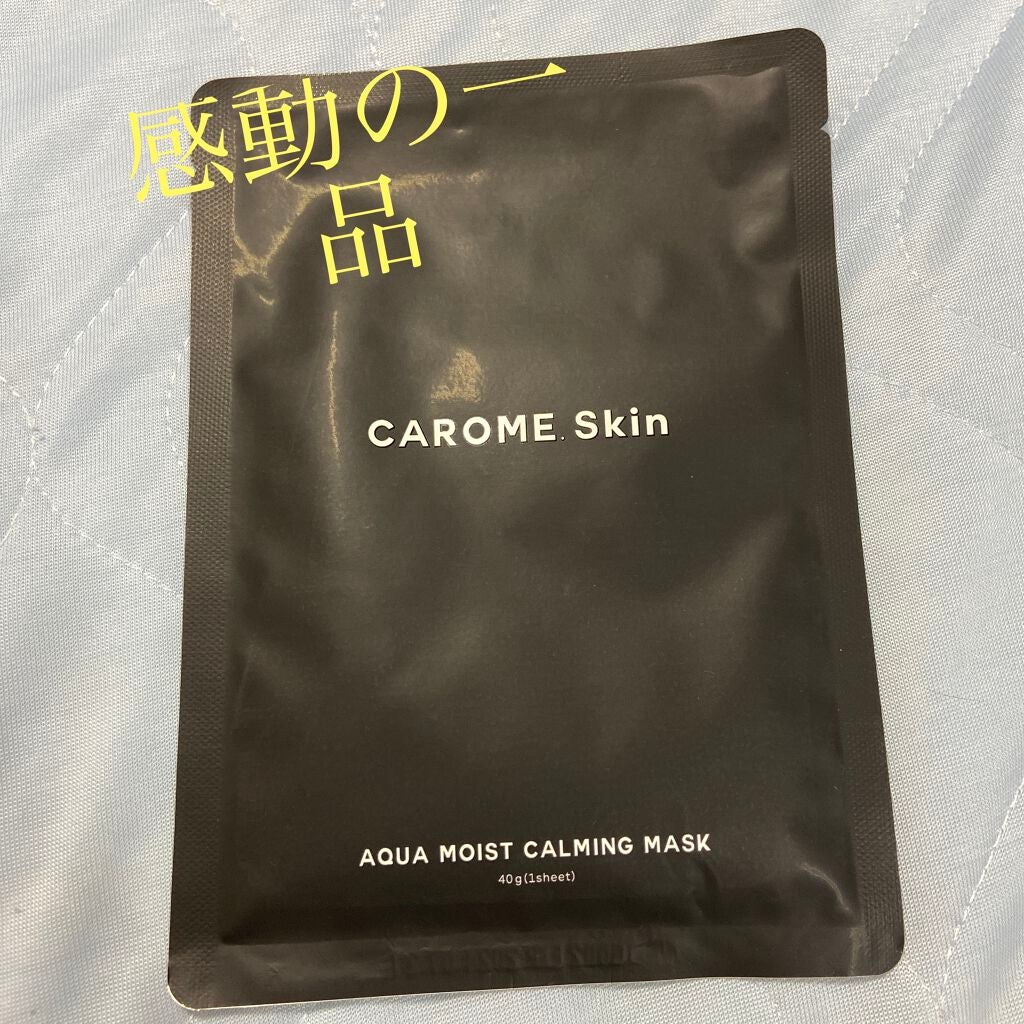 感動の一
品
CAROME. Skin
AQUA MOIST CALMING MASK
40g(1sheet)